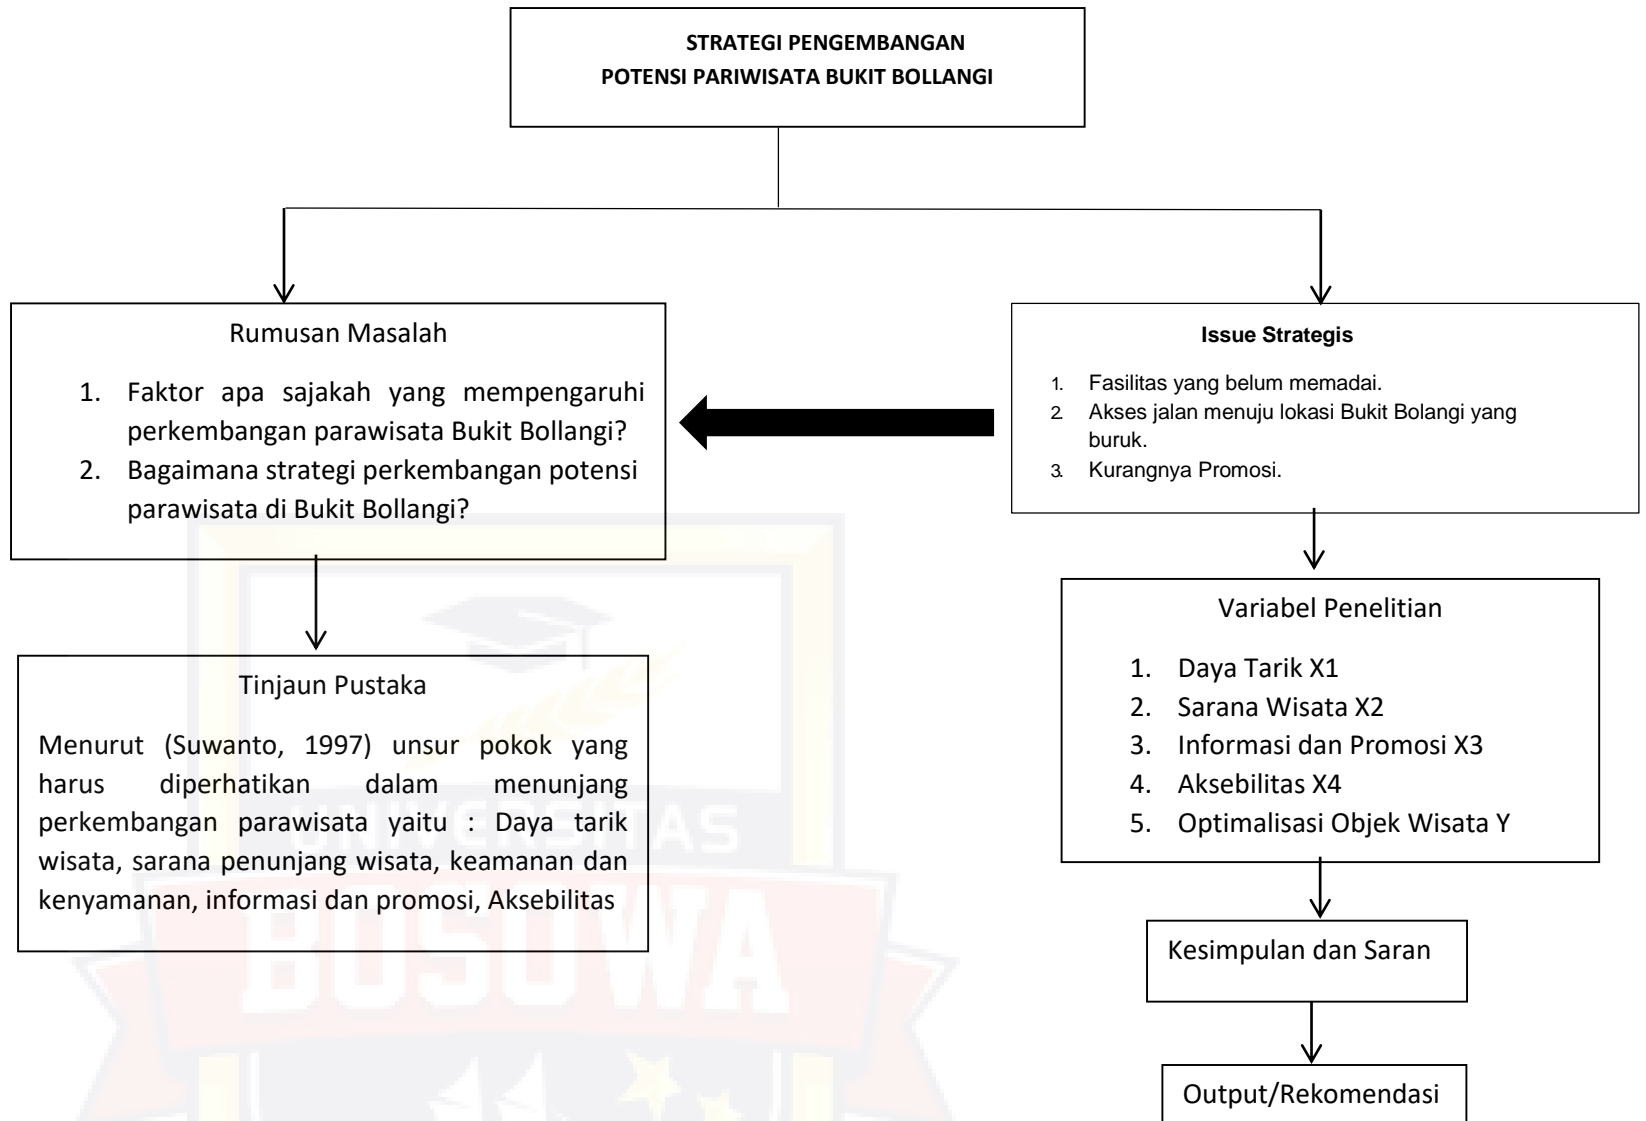 STRATEGI PENGEMBANGAN
POTENSI PARIWISATA BUKIT BOLLANGI
Rumusan Masalah
1. Faktor apa sajakah yang mempengaruhi
perkembangan parawisata Bukit Bollangi?
2. Bagaimana strategi perkembangan potensi
parawisata di Bukit Bollangi?
Issue Strategis
1. Fasilitas yang belum memadai.
2. Akses jalan menuju lokasi Bukit Bolangi yang
buruk.
3. Kurangnya Promosi.
Tinjaun Pustaka
Menurut (Suwanto, 1997) unsur pokok yang
harus diperhatikan dalam menunjang
perkembangan parawisata yaitu : Daya tarik
wisata, sarana penunjang wisata, keamanan dan
kenyamanan, informasi dan promosi, Aksebilitas
Variabel Penelitian
1. Daya Tarik X1
2. Sarana Wisata X2
3. Informasi dan Promosi X3
4. Aksebilitas X4
5. Optimalisasi Objek Wisata Y
Kesimpulan dan Saran
Output/Rekomendasi
UNIVERSITAS
BOSOWA